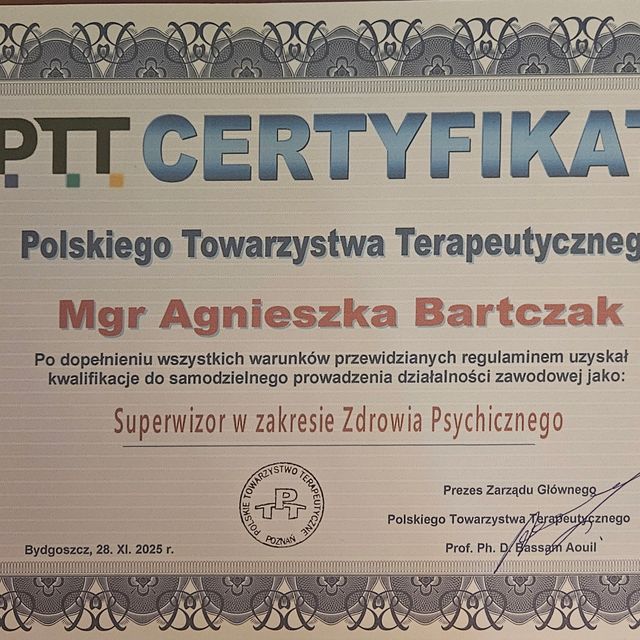 PTT CERTYFIKAT
Polskiego Towarzystwa Terapeutyczneg
Mgr Agnieszka Bartczak
Po dopełnieniu wszystkich warunków przewidzianych regulaminem uzyskał
kwalifikacje do samodzielnego prowadzenia działalności zawodowej jako:
Superwizor w zakresie Zdrowia Psychicznego
POLSKIE TOWARZYSTWO TERAPEUTYCZNE
PTT
POZNAŃ
Prezes Zarządu Głównego
Polskiego Towarzystwa Terapeutycznego
Prof. Ph. D. Bassam Aouil
Bydgoszcz, 28. XI. 2025 r.